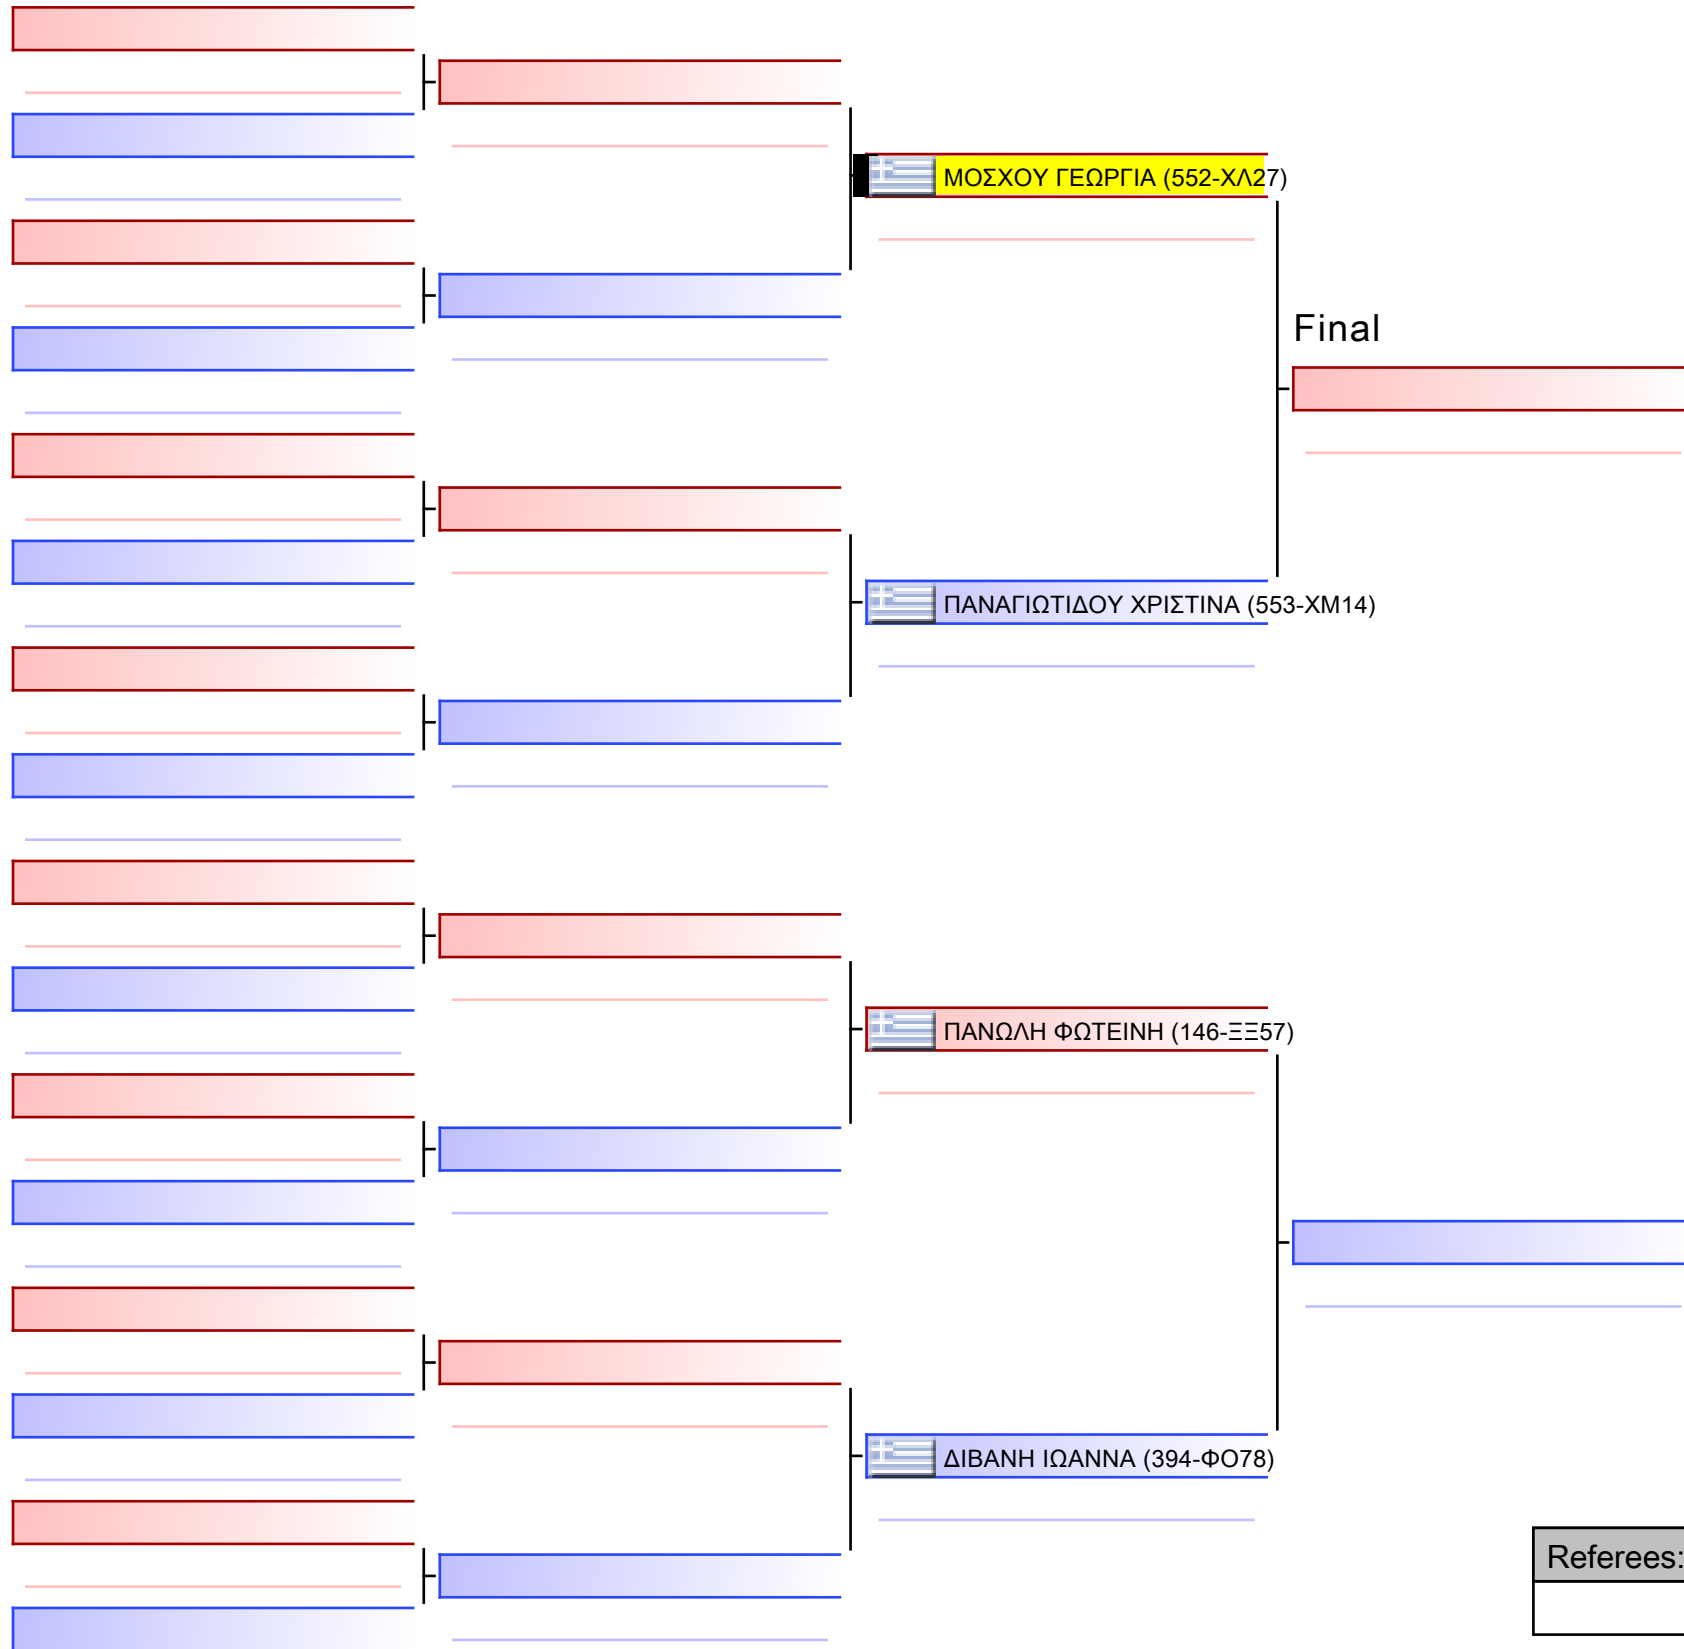 ΜΟΣΧΟΥ ΓΕΩΡΓΙΑ (552-ΧΛ27)
Final
ΠΑΝΑΓΙΩΤΙΔΟΥ ΧΡΙΣΤΙΝΑ (553-ΧΜ14)
ΠΑΝΩΛΗ ΦΩΤΕΙΝΗ (146-ΞΞ57)
ΔΙΒΑΝΗ ΙΩΑΝΝΑ (394-ΦΟ78)
Referees: